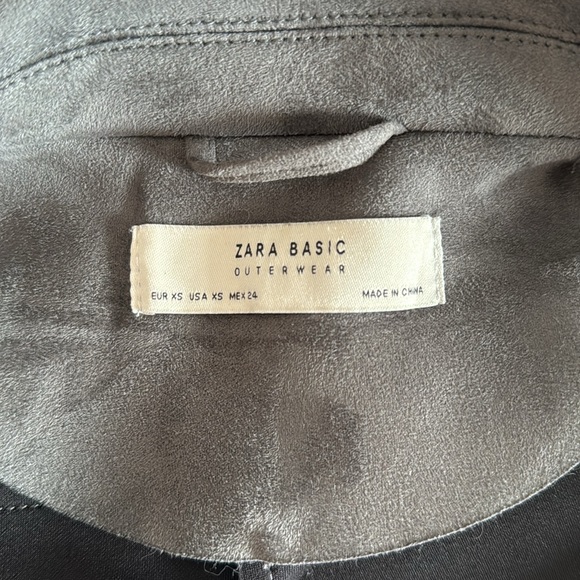 ZARA BASIC
OUTERWEAR
EUR XS USA XS MEX 24 MADE IN CHINA